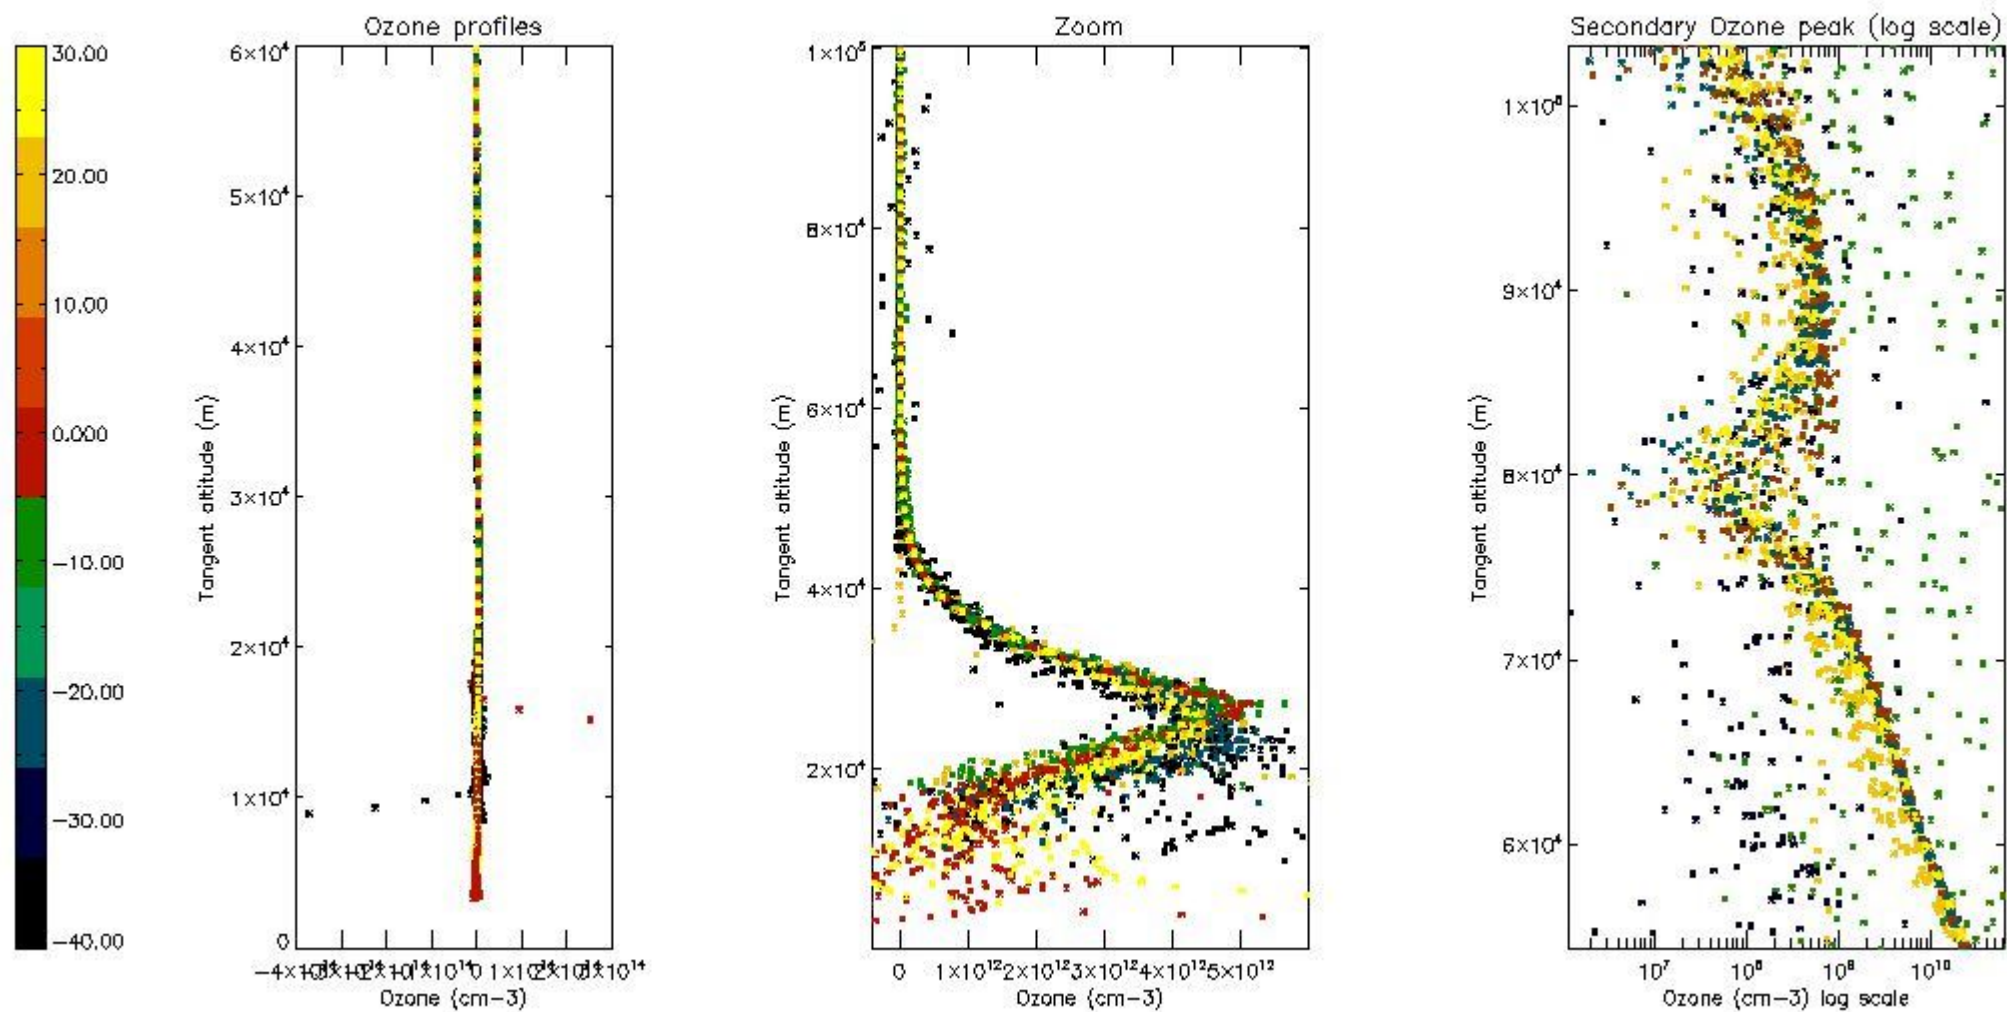 Ozone profiles
Zoom
Secondary Ozone peak (log scale)
30.00
20.00
10.00
0.000
−10.00
−20.00
−30.00
−40.00
6×10⁴
5×10⁴
4×10⁴
3×10⁴
2×10⁴
1×10⁴
0
Tangent altitude (m)
0
Ozone (cm−3)
1×10⁵
8×10⁴
6×10⁴
4×10⁴
2×10⁴
Tangent altitude (m)
0 1×10¹² 2×10¹² 3×10¹² 4×10¹² 5×10¹²
Ozone (cm−3)
9×10⁴
8×10⁴
7×10⁴
6×10⁴
Tangent altitude (m)
10⁷ 10¹⁰
Ozone (cm−3) log scale